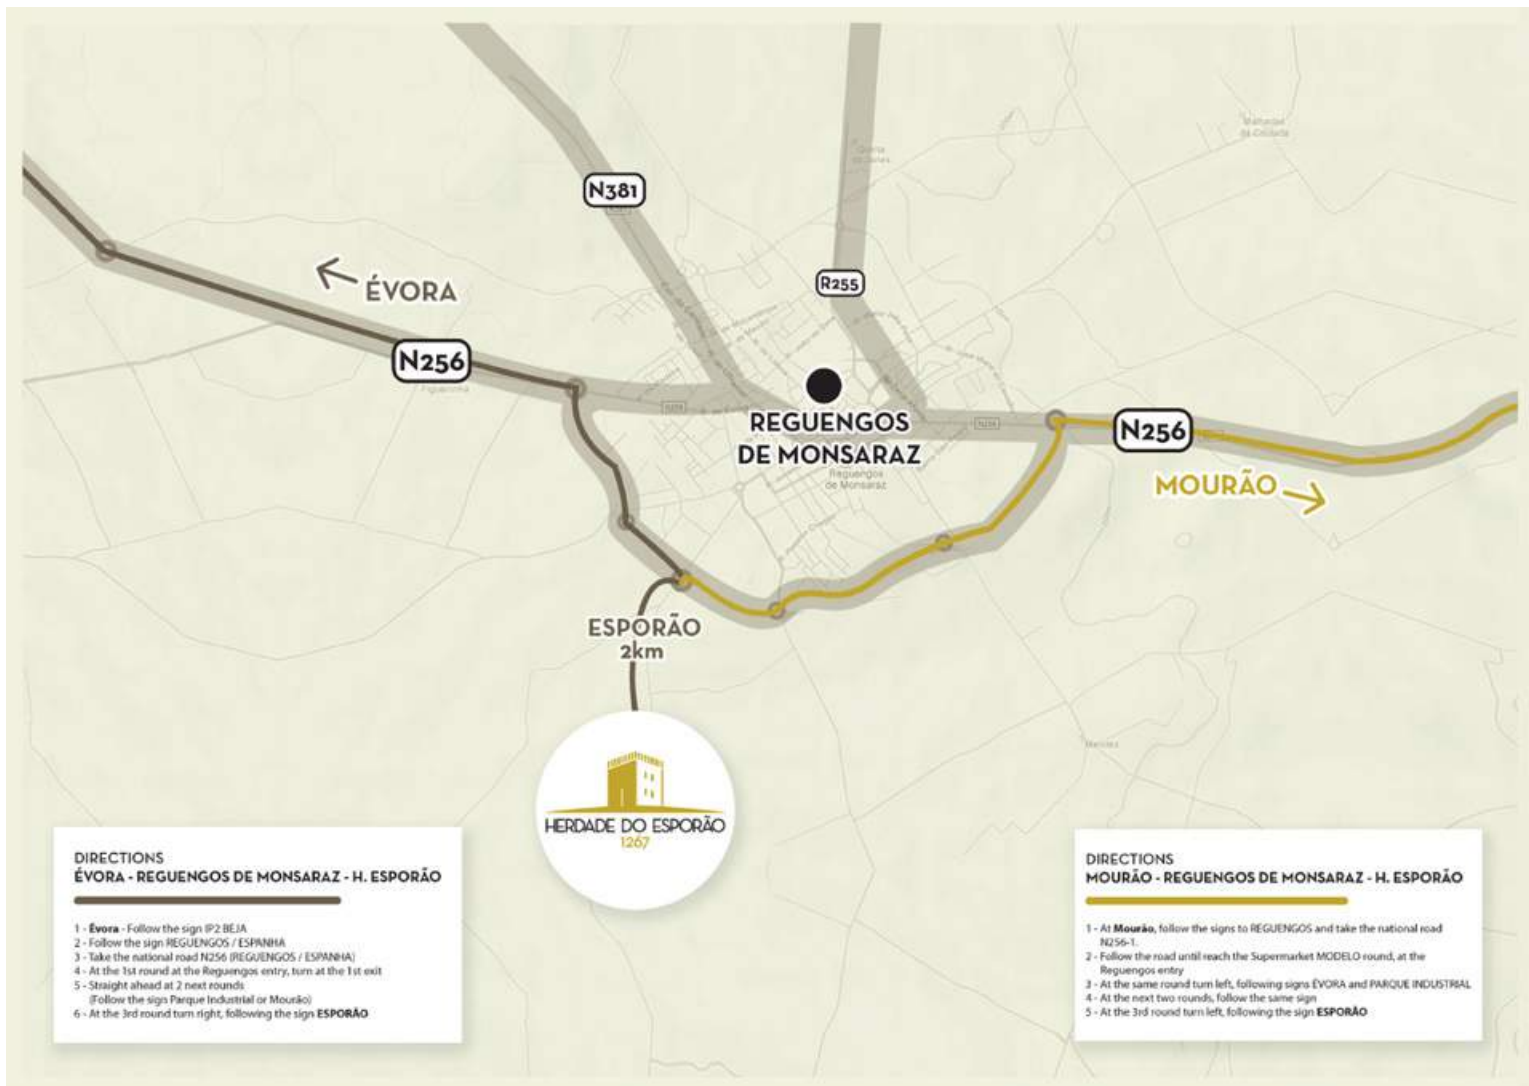 N381
R255
ÉVORA
N256
REGUENGOS
DE MONSARAZ
N256
MOURÃO
Reguengos
de Monsaraz
ESPORÃO
2km
HERDADE DO ESPORÃO
1267
DIRECTIONS
ÉVORA - REGUENGOS DE MONSARAZ - H. ESPORÃO
1 - Évora - Follow the sign IP2 BEJA
2 - Follow the sign REGUENGOS / ESPANHA
3 - Take the national road N256 (REGUENGOS / ESPANHA)
4 - At the 1st round at the Reguengos entry, turn at the 1st exit
5 - Straight ahead at 2 next rounds
(Follow the sign Parque Industrial or Mourão)
6 - At the 3rd round turn right, following the sign ESPORÃO
DIRECTIONS
MOURÃO - REGUENGOS DE MONSARAZ - H. ESPORÃO
1 - At Mourão, follow the signs to REGUENGOS and take the national road
N256-1.
2 - Follow the road until reach the Supermarket MODELO round, at the
Reguengos entry
3 - At the same round turn left, following signs ÉVORA and PARQUE INDUSTRIAL
4 - At the next two rounds, follow the same sign
5 - At the 3rd round turn left, following the sign ESPORÃO